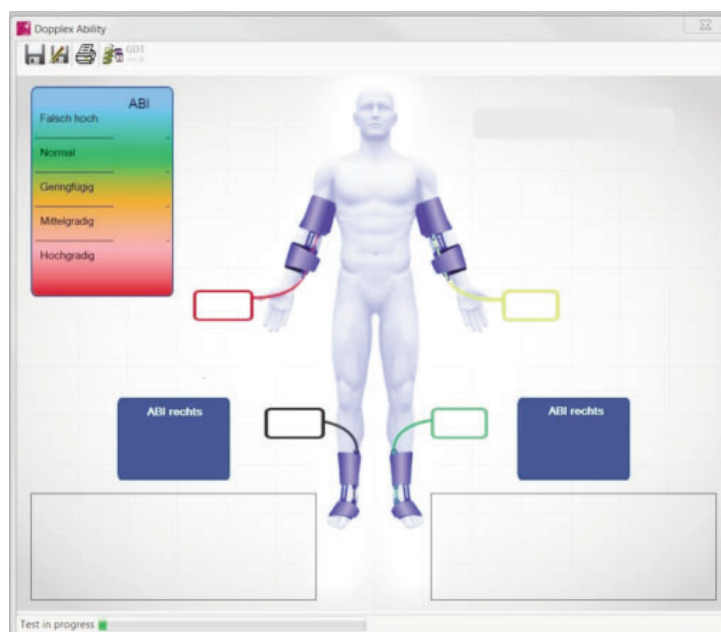 Dopplex Ability
GDT
ABI
Falsch hoch
Normal
Geringfügig
Mittelgradig
Hochgradig
ABI rechts
ABI rechts
Test in progress